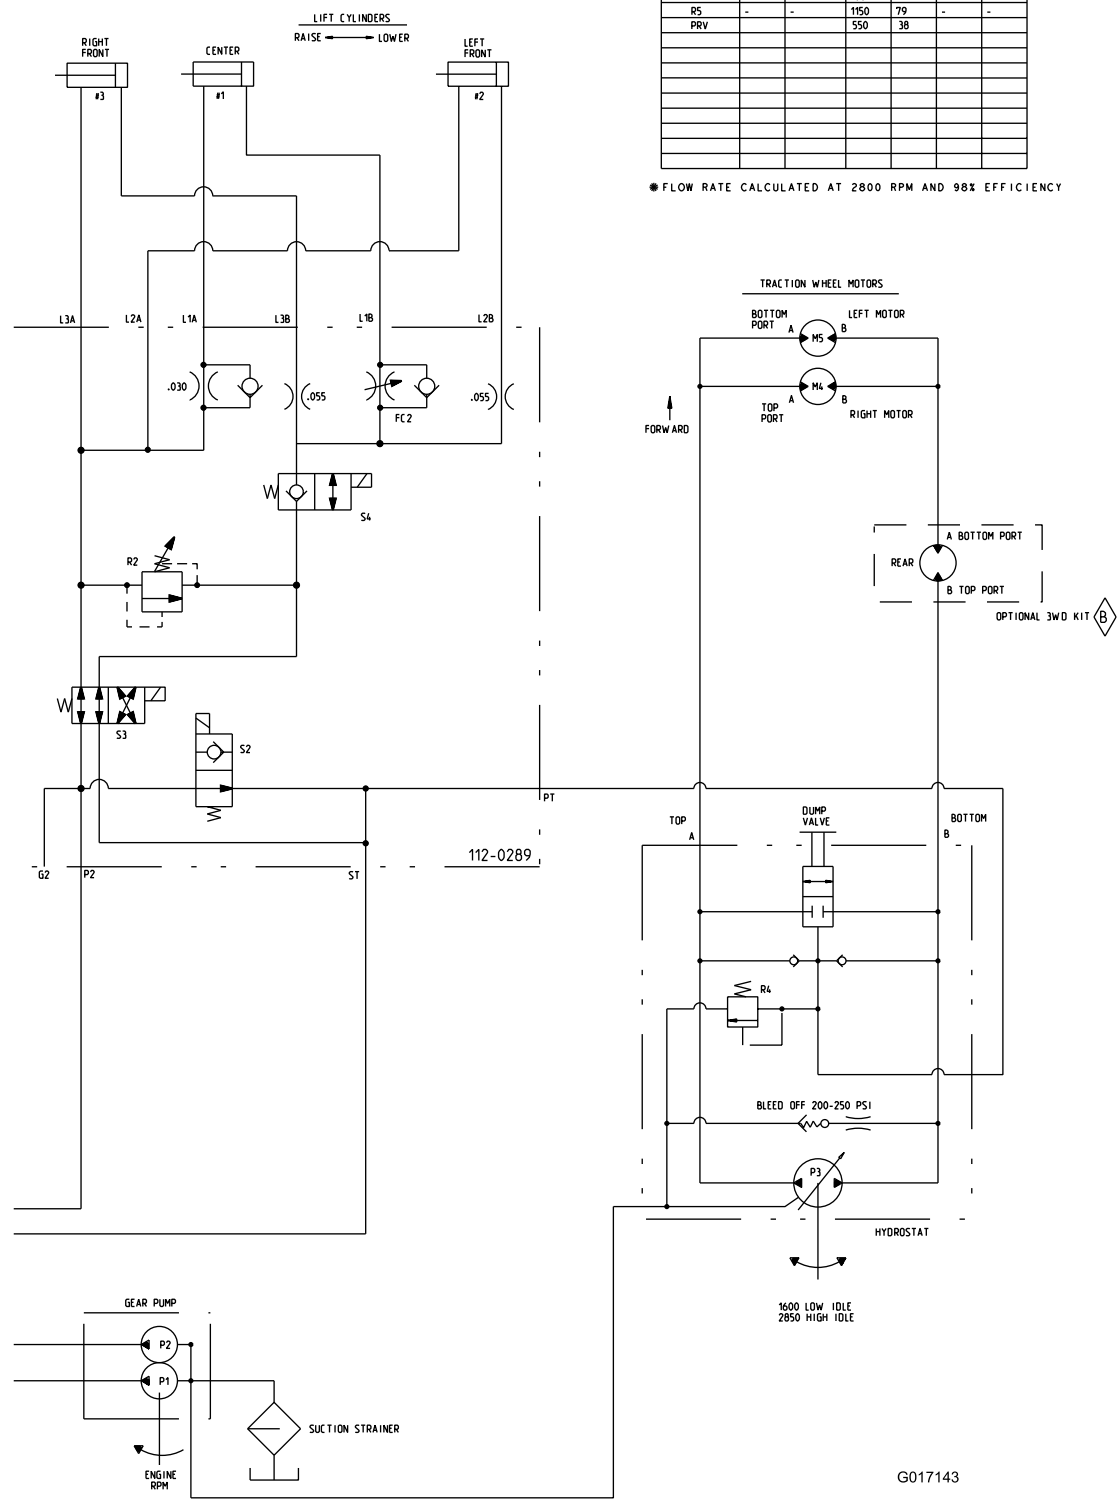 LIFT CYLINDERS
RAISE LOWER
RIGHT
FRONT
CENTER
LEFT
FRONT
#3
#1
#2
R5 - - 1150 79 - -
PRV 550 38
FLOW RATE CALCULATED AT 2800 RPM AND 98% EFFICIENCY
L3A
L2A
L1A
L3B
L1B
L2B
.030
.055
FC2
.055
S4
R2
S3
S2
PT
112-0289
G2
P2
ST
TRACTION WHEEL MOTORS
BOTTOM
PORT
A
M5
B
LEFT MOTOR
M4
TOP
PORT
A
B
RIGHT MOTOR
FORWARD
A BOTTOM PORT
REAR
B TOP PORT
OPTIONAL 3WD KIT
B
TOP
A
DUMP
VALVE
BOTTOM
B
R4
BLEED OFF 200-250 PSI
P3
HYDROSTAT
1600 LOW IDLE
2850 HIGH IDLE
GEAR PUMP
P2
P1
SUCTION STRAINER
ENGINE
RPM
G017143